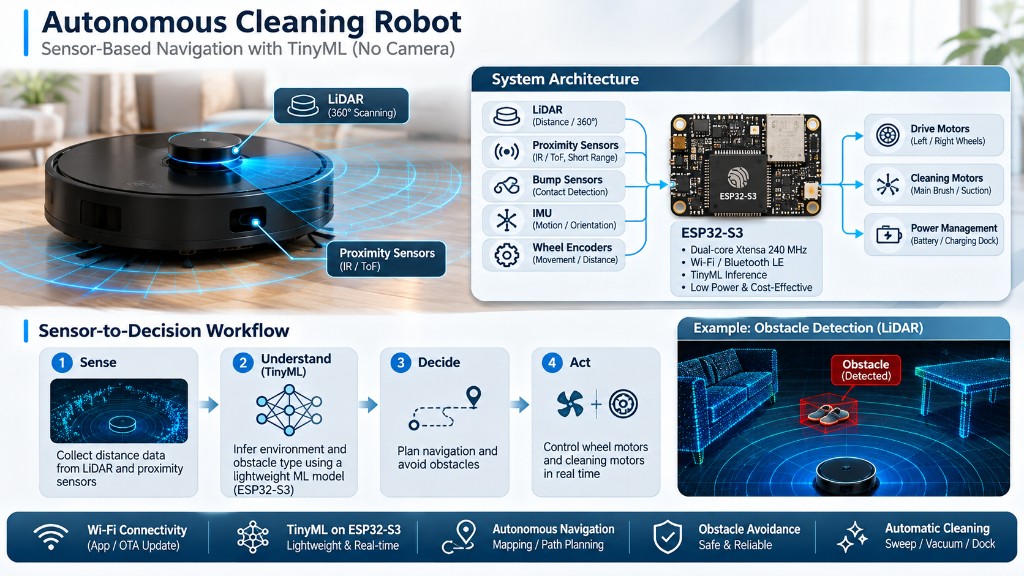 Autonomous Cleaning Robot
Sensor-Based Navigation with TinyML (No Camera)
LiDAR
(360° Scanning)
Proximity Sensors
(IR / ToF)
System Architecture
LiDAR
(Distance / 360°)
Proximity Sensors
(IR / ToF, Short Range)
Bump Sensors
(Contact Detection)
IMU
(Motion / Orientation)
Wheel Encoders
(Movement / Distance)
ESP32-S3
ESP32-S3
• Dual-core Xtensa 240 MHz
• Wi-Fi / Bluetooth LE
• TinyML Inference
• Low Power & Cost-Effective
Drive Motors
(Left / Right Wheels)
Cleaning Motors
(Main Brush / Suction)
Power Management
(Battery / Charging Dock)
Sensor-to-Decision Workflow
1 Sense
Collect distance data
from LiDAR and proximity
sensors
2 Understand
(TinyML)
Infer environment and
obstacle type using a
lightweight ML model
(ESP32-S3)
3 Decide
Plan navigation and
avoid obstacles
4 Act
Control wheel motors
and cleaning motors
in real time
Example: Obstacle Detection (LiDAR)
Obstacle
(Detected)
Wi-Fi Connectivity
(App / OTA Update)
TinyML on ESP32-S3
Lightweight & Real-time
Autonomous Navigation
Mapping / Path Planning
Obstacle Avoidance
Safe & Reliable
Automatic Cleaning
Sweep / Vacuum / Dock